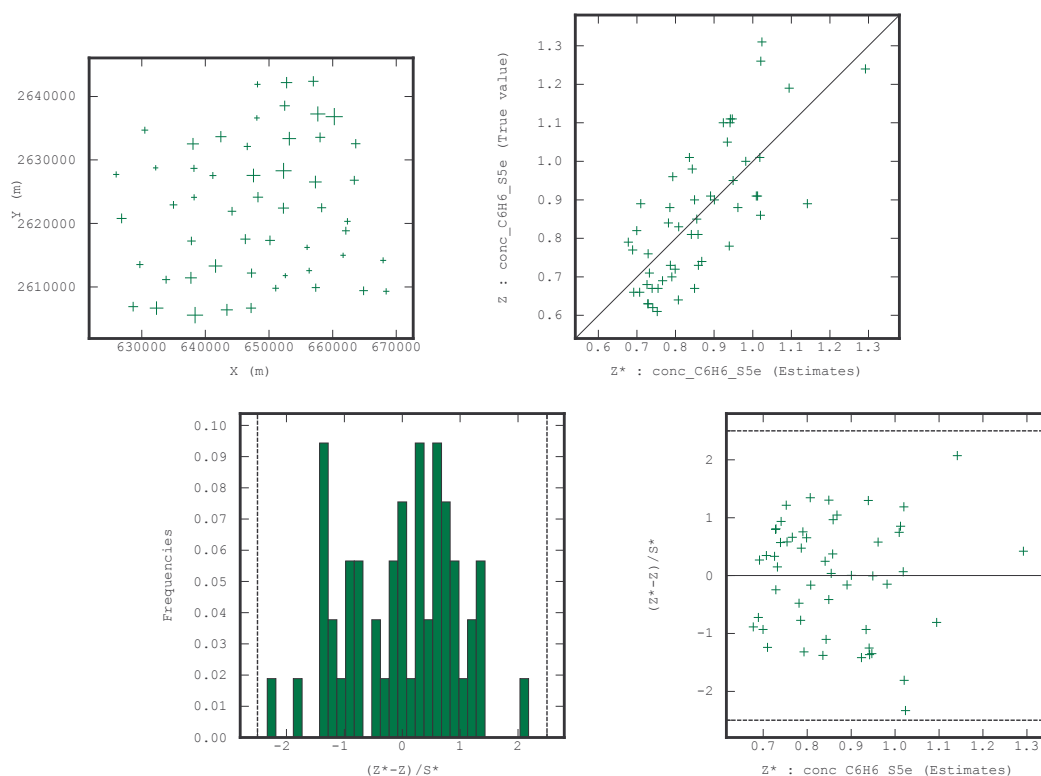 2640000
2630000
2620000
2610000
Y (m)
630000 640000 650000 660000 670000
X (m)
1.3
1.2
1.1
1.0
0.9
0.8
0.7
0.6
Z : conc_C6H6_S5e (True value)
0.6 0.7 0.8 0.9 1.0 1.1 1.2 1.3
Z* : conc_C6H6_S5e (Estimates)
0.10
0.09
0.08
0.07
0.06
0.05
0.04
0.03
0.02
0.01
0.00
Frequencies
-2 -1 0 1 2
(Z*-Z)/S*
2
1
0
-1
-2
(Z*-Z)/S*
0.7 0.8 0.9 1.0 1.1 1.2 1.3
Z* : conc C6H6 S5e (Estimates)